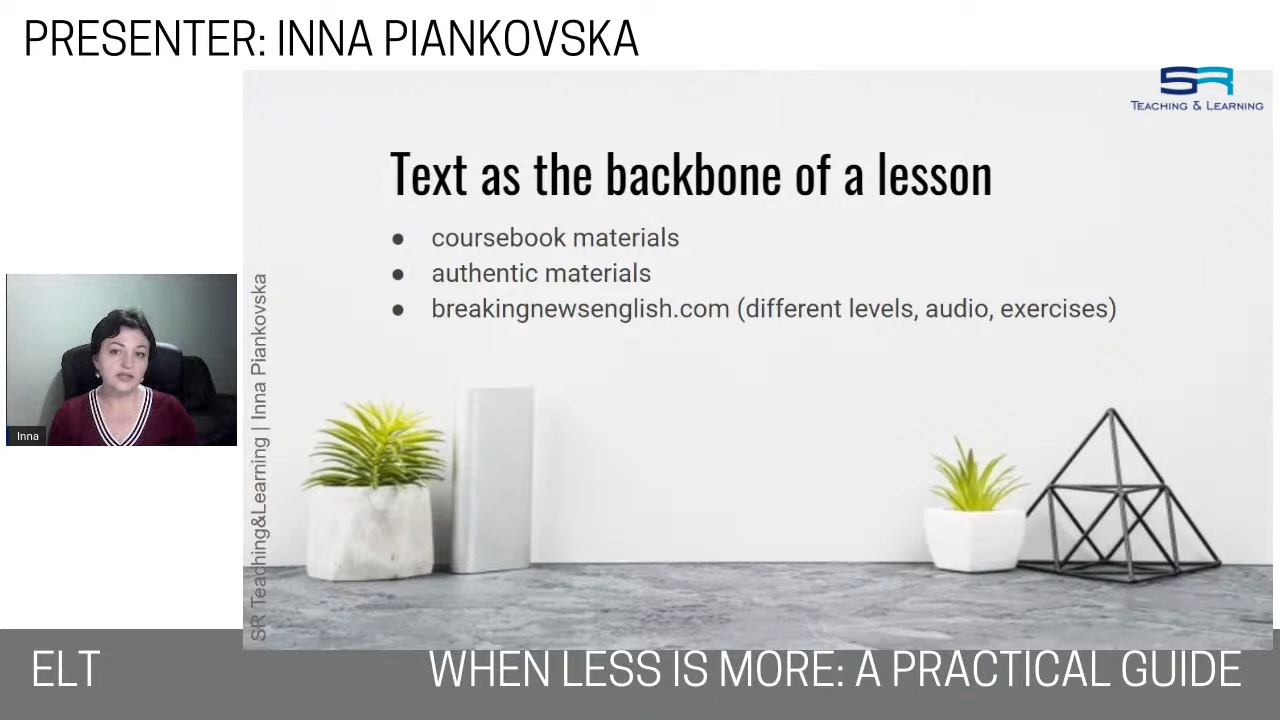 PRESENTER: INNA PIANKOVSKA
SR
TEACHING & LEARNING
Text as the backbone of a lesson
● coursebook materials
● authentic materials
● breakingnewsenglish.com (different levels, audio, exercises)
SR Teaching&Learning | Inna Piankovska
Inna
ELT
WHEN LESS IS MORE: A PRACTICAL GUIDE